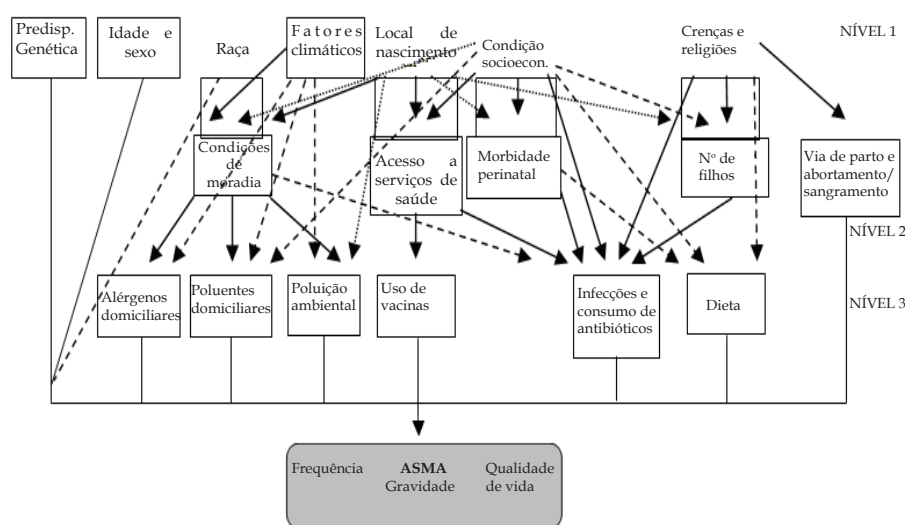 Predisp.
Genética
Idade e
sexo
Raça
Fatores
climáticos
Local de
nascimento
Condição
socioecon.
Crenças e
religiões
NÍVEL 1
Condições
de
moradia
Acesso a
serviços de
saúde
Morbidade
perinatal
Nº de
filhos
Via de parto e
abortamento/
sangramento
NÍVEL 2
Alérgenos
domiciliares
Poluentes
domiciliares
Poluição
ambiental
Uso de
vacinas
Infecções e
consumo de
antibióticos
Dieta
NÍVEL 3
Frequência ASMA Qualidade
Gravidade de vida